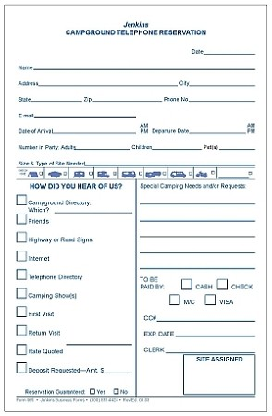 Jenkins
CAMPGROUND TELEPHONE RESERVATION
Date
Name
Address City
State Zip Phone No.
E-mail
Date of Arrival AM PM Departure Date AM PM
Number in Party: Adults Children Pet(s)
Size & Type of Site Needed
HOW DID YOU HEAR OF US?
Campground Directory:
Which?
Friends
Highway or Road Signs
Internet
Telephone Directory
Camping Show(s)
First Visit
Return Visit
Rate Quoted
Deposit Requested—Amt. $
Reservation Guaranteed: Yes No
Special Camping Needs and/or Requests:
TO BE
PAID BY: CASH CHECK
M/C VISA
CC#
EXP. DATE
CLERK
SITE ASSIGNED
Jenkins Business Forms